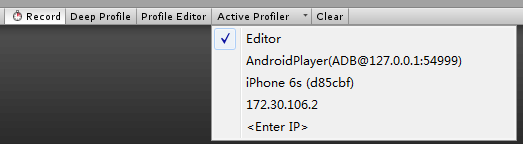 Record Deep Profile Profile Editor Active Profiler Clear
Editor
AndroidPlayer(ADB@127.0.0.1:54999)
iPhone 6s (d85cbf)
172.30.106.2
<Enter IP>